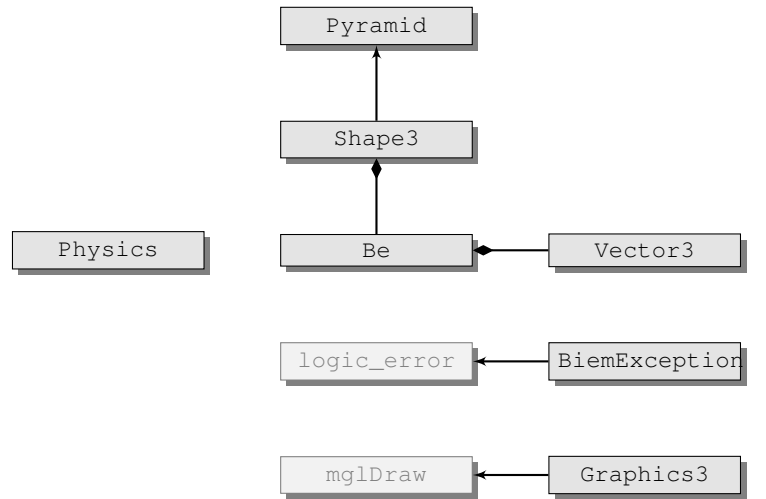 Pyramid
Shape3
Physics
Be
Vector3
logic_error
BiemException
mglDraw
Graphics3